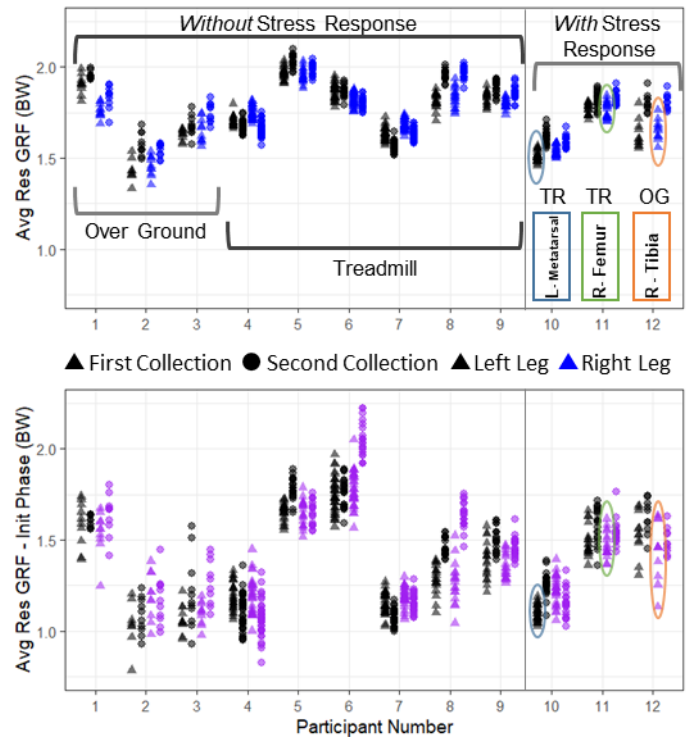 Without Stress Response
With Stress
Response
Avg Res GRF (BW)
2.0
1.5
1.0
Over Ground
Treadmill
TR TR OG
L- Metatarsal
R- Femur
R - Tibia
1 2 3 4 5 6 7 8 9 10 11 12
First Collection Second Collection Left Leg Right Leg
Avg Res GRF - Init Phase (BW)
2.0
1.5
1.0
1 2 3 4 5 6 7 8 9 10 11 12
Participant Number